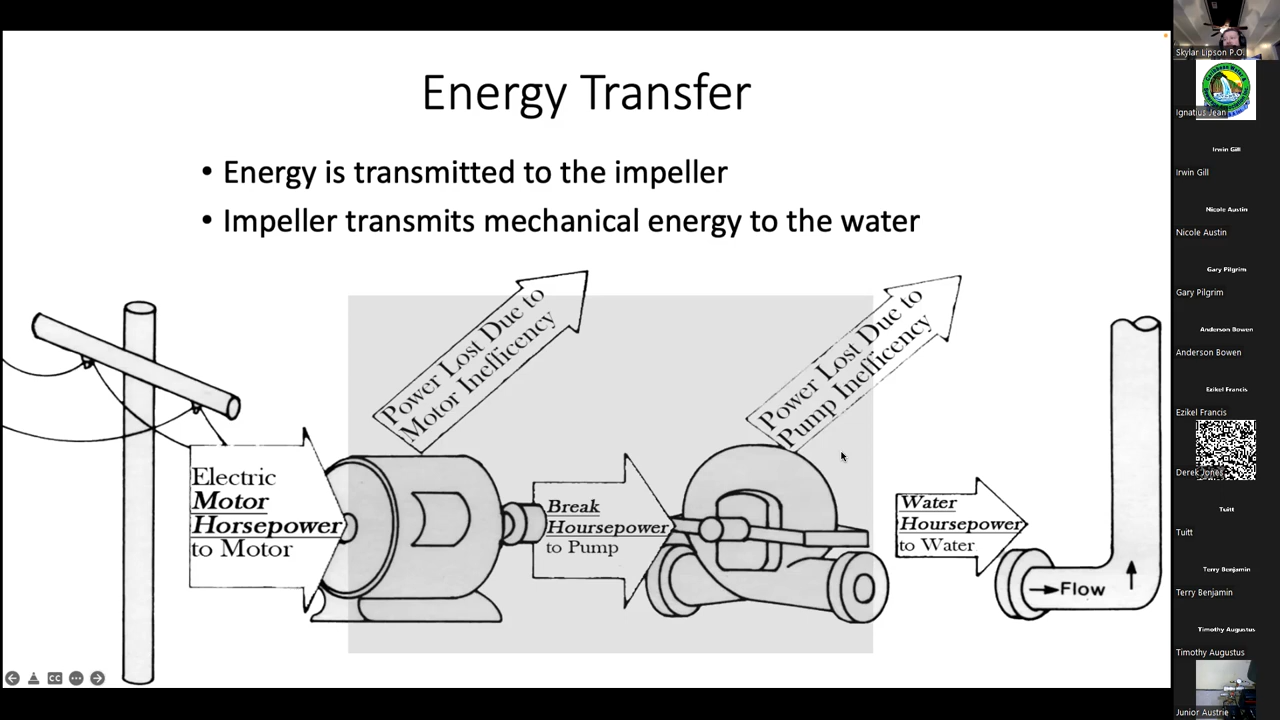 Energy Transfer
• Energy is transmitted to the impeller
• Impeller transmits mechanical energy to the water
Power Lost Due to
Motor Inefficency
Power Lost Due to
Pump Inefficency
Electric
Motor
Horsepower
to Motor
Break
Hoursepower
to Pump
Water
Hoursepower
to Water
Flow
CC
Skylar Lipson P.O.
Ignatius Jean
Irwin Gill
Irwin Gill
Nicole Austin
Nicole Austin
Gary Pilgrim
Gary Pilgrim
Anderson Bowen
Anderson Bowen
Ezikel Francis
Ezikel Francis
Derek Jones
Tuitt
Tuitt
Terry Benjamin
Terry Benjamin
Timothy Augustus
Timothy Augustus
Junior Austrie